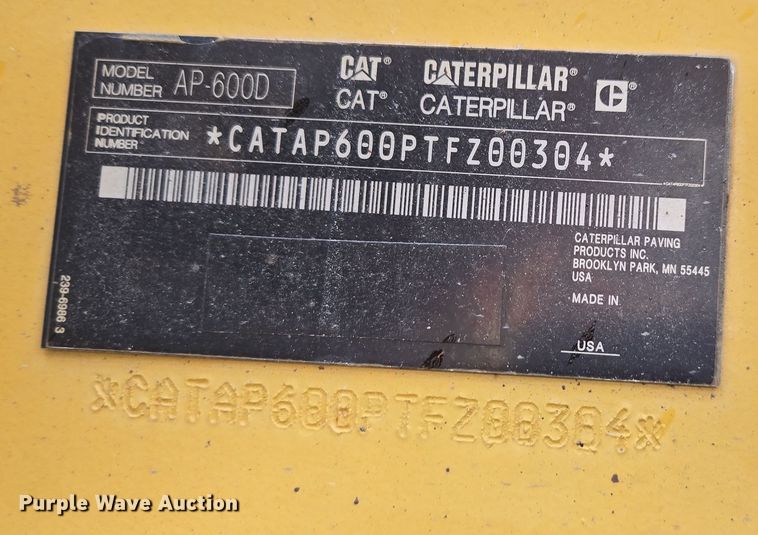 MODEL NUMBER AP-600D
CAT® CATERPILLAR®
CAT® CATERPILLAR® C®
PRODUCT IDENTIFICATION NUMBER
*CATAP600PTFZ00304*
*CATAP600PTFZ00304*
CATERPILLAR PAVING
PRODUCTS INC.
BROOKLYN PARK, MN 55445
USA
MADE IN
USA
239-6986 3
*CATAP600PTFZ00304*
Purple Wave Auction